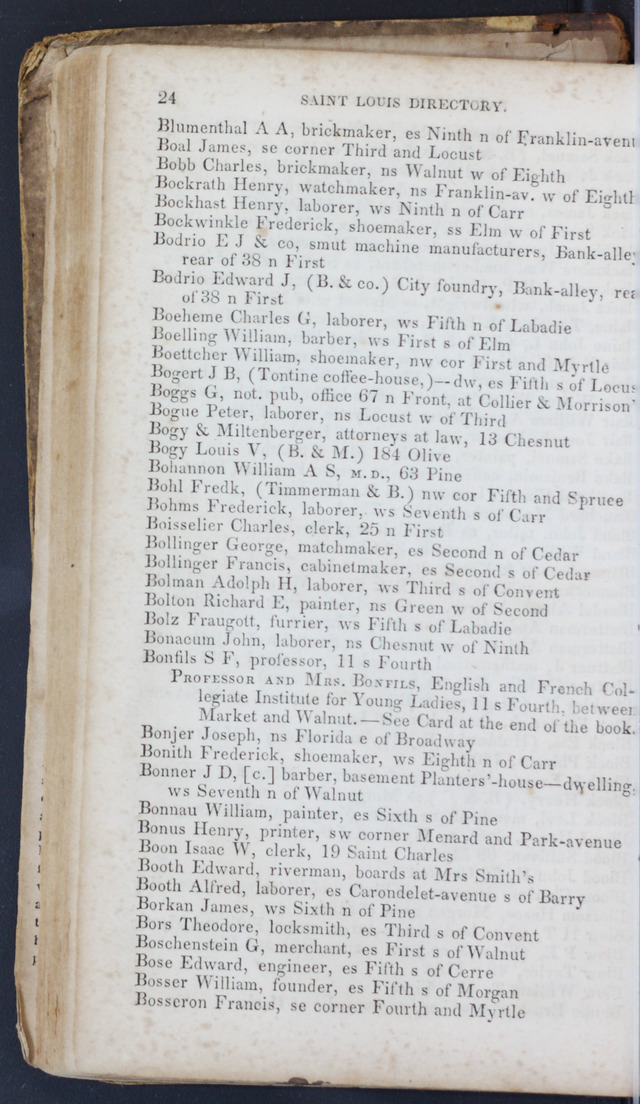 24 SAINT LOUIS DIRECTORY.
Blumenthal A A, brickmaker, es Ninth n of Franklin-avenu
Boal James, se corner Third and Locust
Bobb Charles, brickmaker, ns Walnut w of Eighth
Bockrath Henry, watchmaker, ns Franklin-av. w of Eighth
Bockhast Henry, laborer, ws Ninth n of Carr
Bockwinkle Frederick, shoemaker, ss Elm w of First
Bodrio E J & co, smut machine manufacturers, Bank-alley
rear of 38 n First
Bodrio Edward J, (B. & co.) City foundry, Bank-alley, rea
of 38 n First
Boeheme Charles G, laborer, ws Fifth n of Labadie
Boelling William, barber, ws First s of Elm
Boettcher William, shoemaker, nw cor First and Myrtle
Bogert J B, (Tontine coffee-house,)—dw, es Fifth s of Locus
Boggs G, not. pub, office 67 n Front, at Collier & Morrison'
Bogue Peter, laborer, ns Locust w of Third
Bogy & Miltenberger, attorneys at law, 13 Chesnut
Bogy Louis V, (B. & M.) 184 Olive
Bohannon William A S, M.D., 63 Pine
Bohl Fredk, (Timmerman & B.) nw cor Fifth and Spruce
Bohms Frederick, laborer, ws Seventh s of Carr
Boisselier Charles, clerk, 25 n First
Bollinger George, matchmaker, es Second n of Cedar
Bollinger Francis, cabinetmaker, es Second s of Cedar
Bolman Adolph H, laborer, ws Third s of Convent
Bolton Richard E, painter, ns Green w of Second
Bolz Fraugott, furrier, ws Fifth s of Labadie
Bonacum John, laborer, ns Chesnut w of Ninth
Bonfils S F, professor, 11 s Fourth
PROFESSOR AND MRS. BONFILS, English and French Col-
legiate Institute for Young Ladies, 11 s Fourth, between
Market and Walnut.—See Card at the end of the book.
Bonjer Joseph, ns Florida e of Broadway
Bonith Frederick, shoemaker, ws Eighth n of Carr
Bonner J D, [c.] barber, basement Planters'-house—dwelling,
ws Seventh n of Walnut
Bonnau William, painter, es Sixth s of Pine
Bonus Henry, printer, sw corner Menard and Park-avenue
Boon Isaac W, clerk, 19 Saint Charles
Booth Edward, riverman, boards at Mrs Smith's
Booth Alfred, laborer, es Carondelet-avenue s of Barry
Borkan James, ws Sixth n of Pine
Bors Theodore, locksmith, es Third s of Convent
Boschenstein G, merchant, es First s of Walnut
Bose Edward, engineer, es Fifth s of Cerre
Bosser William, founder, es Fifth s of Morgan
Bosseron Francis, se corner Fourth and Myrtle